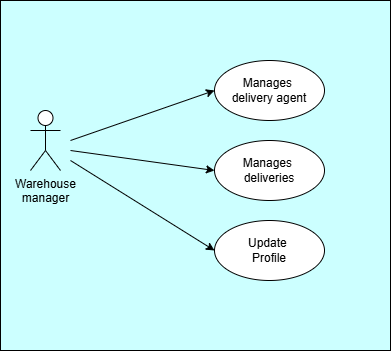 Manages
delivery agent
Warehouse
manager
Manages
deliveries
Update
Profile